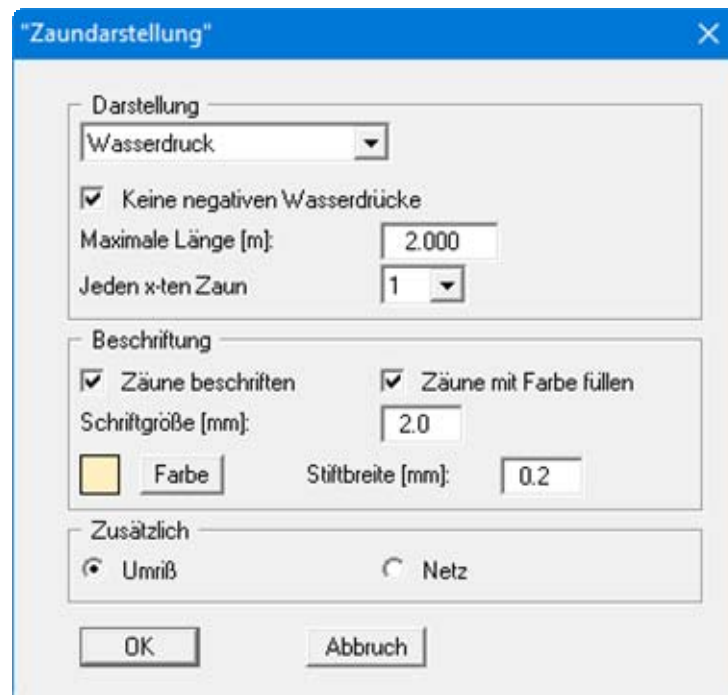 "Zaundarstellung"
Darstellung
Wasserdruck
Keine negativen Wasserdrücke
Maximale Länge [m]: 2.000
Jeden x-ten Zaun 1
Beschriftung
Zäune beschriften Zäune mit Farbe füllen
Schriftgröße [mm]: 2.0
Farbe Stiftbreite [mm]: 0.2
Zusätzlich
Umriß Netz
OK Abbruch